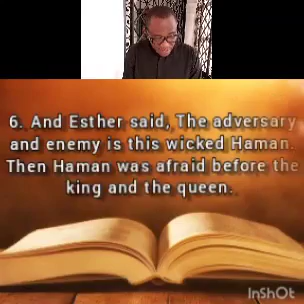 6. And Esther said, The adversary
and enemy is this wicked Haman.
Then Haman was afraid before the
king and the queen.
InShOt